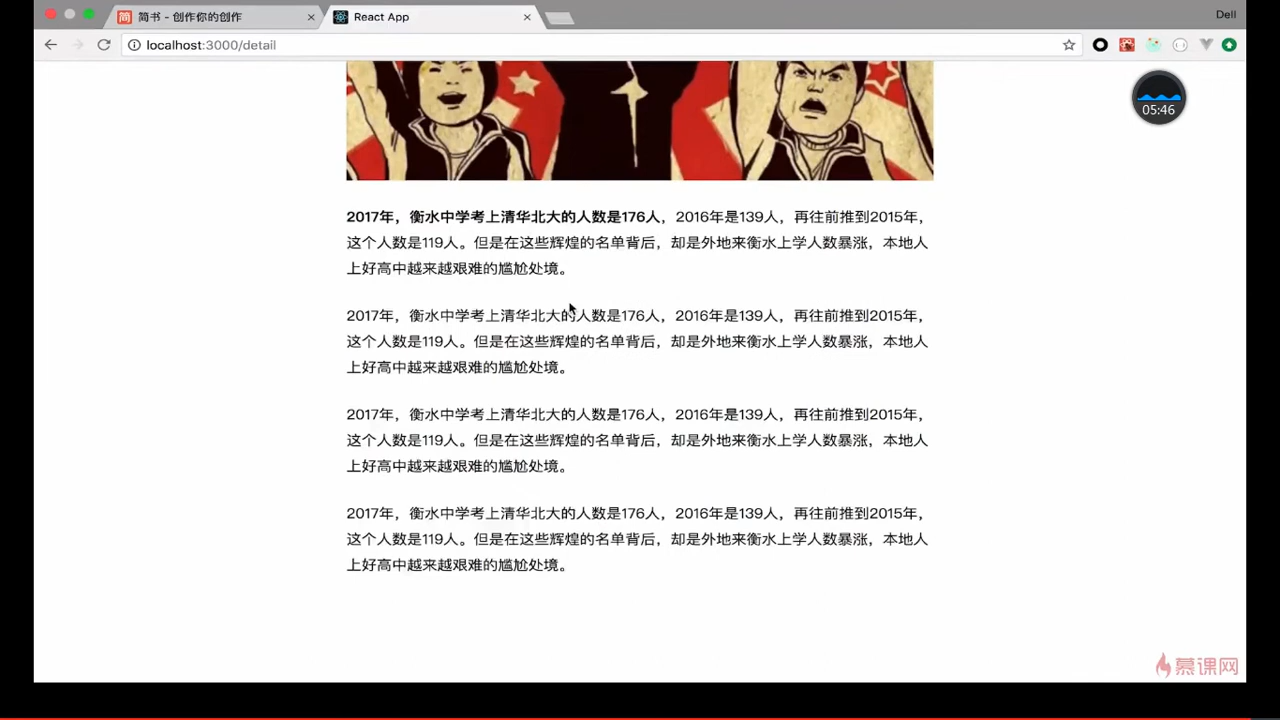 简 简书 - 创作你的创作
React App
Dell
localhost:3000/detail
05:46
2017年，衡水中学考上清华北大的人数是176人，2016年是139人，再往前推到2015年，
这个人数是119人。但是在这些辉煌的名单背后，却是外地来衡水上学人数暴涨，本地人
上好高中越来越艰难的尴尬处境。
2017年，衡水中学考上清华北大的人数是176人，2016年是139人，再往前推到2015年，
这个人数是119人。但是在这些辉煌的名单背后，却是外地来衡水上学人数暴涨，本地人
上好高中越来越艰难的尴尬处境。
2017年，衡水中学考上清华北大的人数是176人，2016年是139人，再往前推到2015年，
这个人数是119人。但是在这些辉煌的名单背后，却是外地来衡水上学人数暴涨，本地人
上好高中越来越艰难的尴尬处境。
2017年，衡水中学考上清华北大的人数是176人，2016年是139人，再往前推到2015年，
这个人数是119人。但是在这些辉煌的名单背后，却是外地来衡水上学人数暴涨，本地人
上好高中越来越艰难的尴尬处境。
慕课网